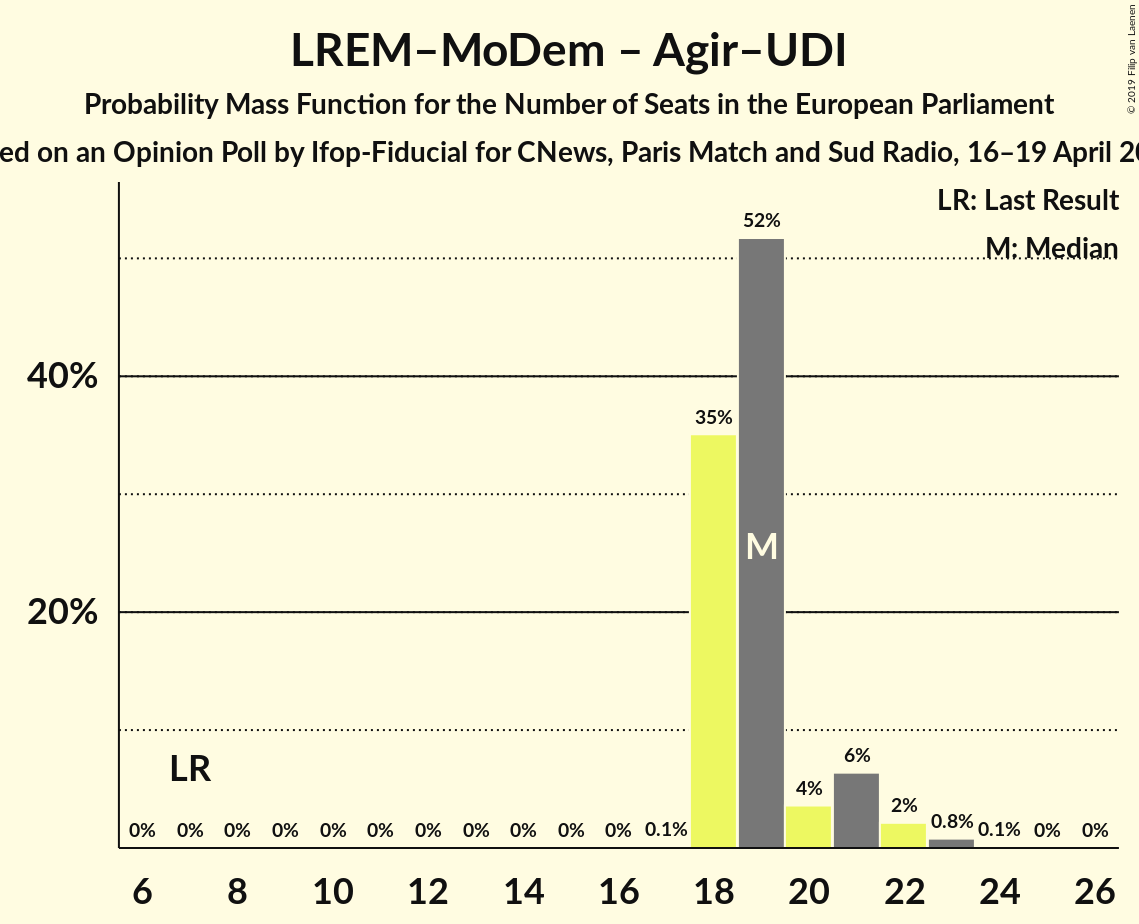 © 2019 Filip van Laenen
LREM–MoDem – Agir–UDI
Probability Mass Function for the Number of Seats in the European Parliament
ed on an Opinion Poll by Ifop-Fiducial for CNews, Paris Match and Sud Radio, 16–19 April 20
LR: Last Result
M: Median
52%
40%
35%
M
20%
LR
6%
4%
2%
0% 0% 0% 0% 0% 0% 0% 0% 0% 0% 0% 0.1% 0.8% 0.1% 0% 0%
6 8 10 12 14 16 18 20 22 24 26